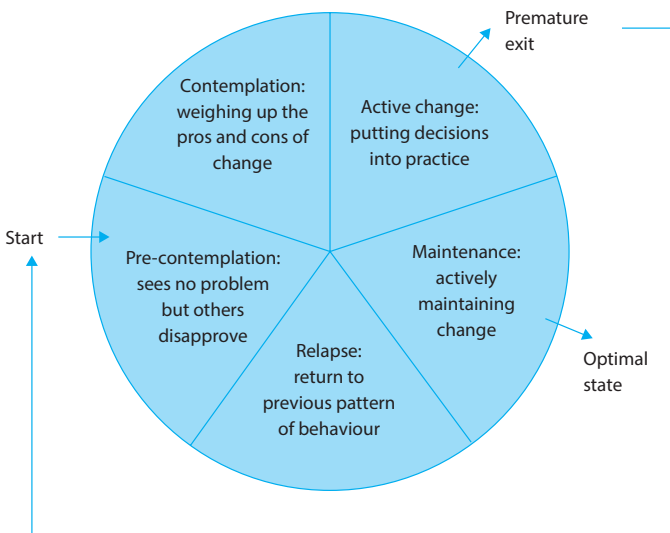 Premature
exit
Contemplation:
weighing up the
pros and cons of
change
Active change:
putting decisions
into practice
Start
Pre-contemplation:
sees no problem
but others
disapprove
Maintenance:
actively
maintaining
change
Relapse:
return to
previous pattern
of behaviour
Optimal
state